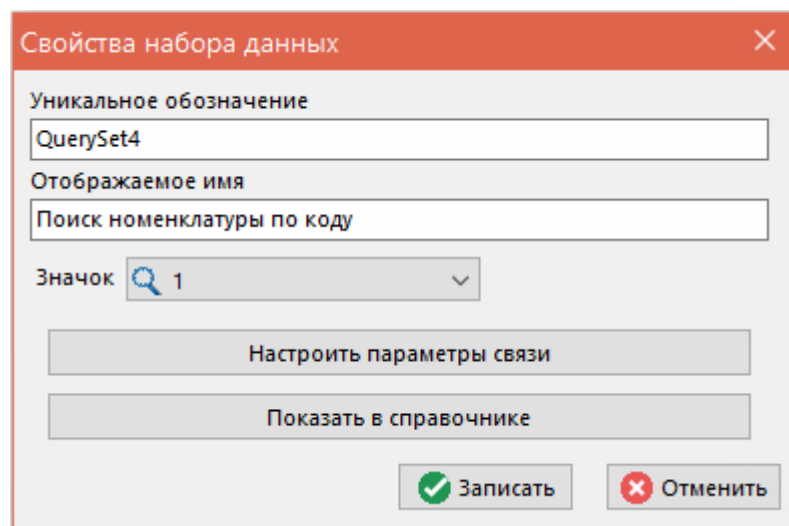 Свойства набора данных
Уникальное обозначение
QuerySet4
Отображаемое имя
Поиск номенклатуры по коду
Значок 1
Настроить параметры связи
Показать в справочнике
Записать Отменить